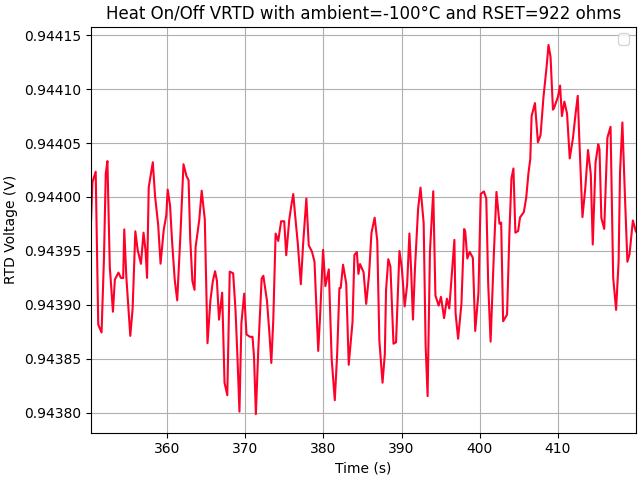 Heat On/Off VRTD with ambient=-100°C and RSET=922 ohms
0.94415
0.94410
0.94405
0.94400
0.94395
0.94390
0.94385
0.94380
RTD Voltage (V)
360 370 380 390 400 410
Time (s)